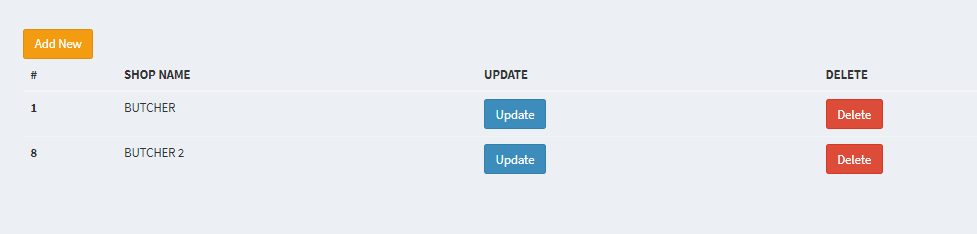 Add New
# SHOP NAME UPDATE DELETE
1 BUTCHER Update Delete
8 BUTCHER 2 Update Delete